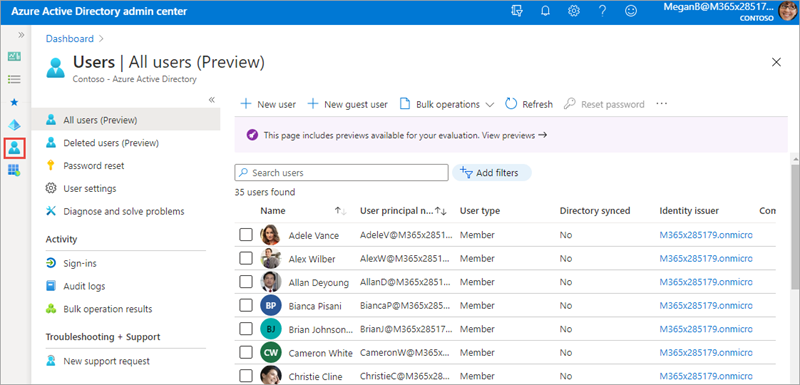 Azure Active Directory admin center
MeganB@M365x28517...
CONTOSO
Dashboard
Users | All users (Preview)
Contoso - Azure Active Directory
All users (Preview)
Deleted users (Preview)
Password reset
User settings
Diagnose and solve problems
Activity
Sign-ins
Audit logs
Bulk operation results
Troubleshooting + Support
New support request
New user
New guest user
Bulk operations
Refresh
Reset password
This page includes previews available for your evaluation. View previews
Search users
Add filters
35 users found
Name User principal n... User type Directory synced Identity issuer Com
Adele Vance AdeleV@M365x2851... Member No M365x285179.onmicro
Alex Wilber AlexW@M365x2851... Member No M365x285179.onmicro
Allan Deyoung AllanD@M365x2851... Member No M365x285179.onmicro
BP Bianca Pisani BiancaP@M365x285... Member No M365x285179.onmicro
BJ Brian Johnson... BrianJ@M365x28517... Member No M365x285179.onmicro
CW Cameron White CameronW@M365x... Member No M365x285179.onmicro
Christie Cline ChristieC@M365x28... Member No M365x285179.onmicro